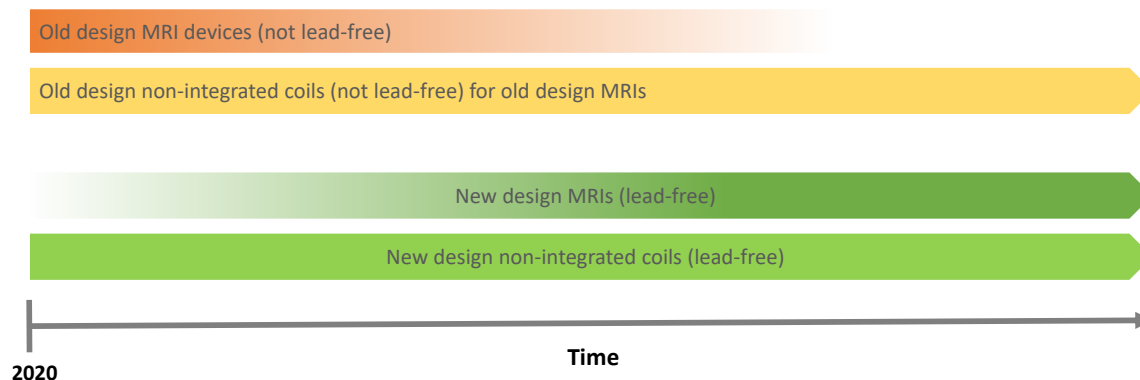 Old design MRI devices (not lead-free)
Old design non-integrated coils (not lead-free) for old design MRIs
New design MRIs (lead-free)
New design non-integrated coils (lead-free)
Time
2020